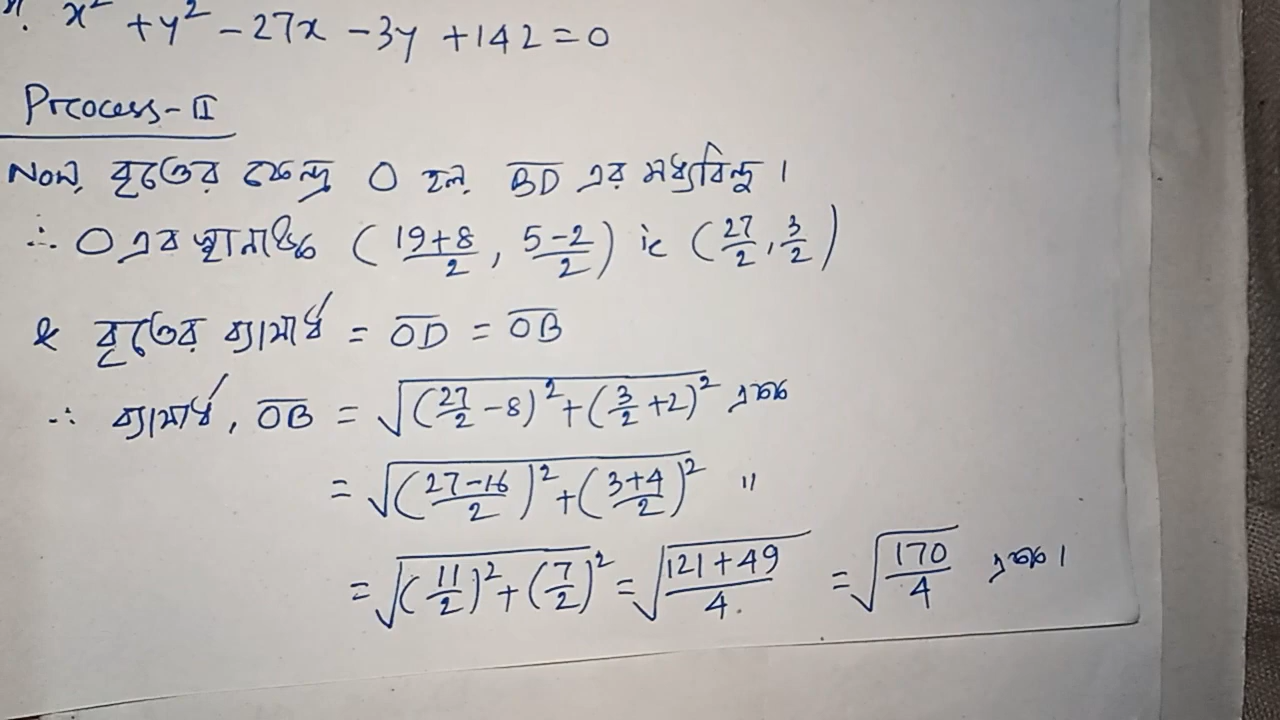 x² + y² - 27x - 3y + 142 = 0
Process-II
Now, বৃত্তের কেন্দ্র O হল, BD এর মধ্যবিন্দু।
∴ O এর স্থানাঙ্ক ( (19+8)/2 , (5-2)/2 ) ie (27/2, 3/2)
& বৃত্তের ব্যাসার্ধ = OD = OB
∴ ব্যাসার্ধ, OB = √((27/2 - 8)² + (3/2 + 2)²) একক
= √(((27-16)/2)² + ((3+4)/2)²) "
= √((11/2)² + (7/2)²) = √((121+49)/4) = √(170/4) একক।